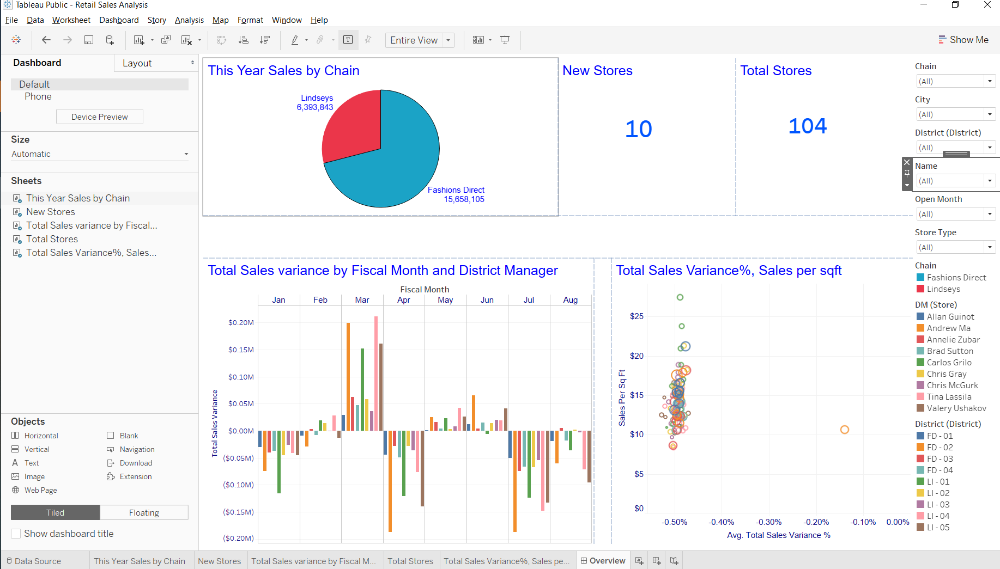 Tableau Public - Retail Sales Analysis
File Data Worksheet Dashboard Story Analysis Map Format Window Help
Entire View
Show Me
Dashboard
Layout
Default
Phone
Device Preview
Size
Automatic
Sheets
This Year Sales by Chain
New Stores
Total Sales variance by Fiscal...
Total Stores
Total Sales Variance%, Sales...
Objects
Horizontal
Blank
Vertical
Navigation
A Text
Download
Image
Extension
Web Page
Tiled
Floating
Show dashboard title
This Year Sales by Chain
Lindseys
6,393,843
Fashions Direct
15,658,105
New Stores
10
Total Stores
104
Total Sales variance by Fiscal Month and District Manager
Fiscal Month
Jan Feb Mar Apr May Jun Jul Aug
Total Sales Variance
$0.20M
$0.15M
$0.10M
$0.05M
$0.00M
($0.05M)
($0.10M)
($0.15M)
($0.20M)
Total Sales Variance%, Sales per sqft
Sales Per Sq Ft
$25
$20
$15
$10
$5
$0
-0.50% -0.40% -0.30% -0.20% -0.10% 0.00%
Avg. Total Sales Variance %
Chain
(All)
City
(All)
District (District)
(All)
Name
(All)
Open Month
(All)
Store Type
(All)
Chain
Fashions Direct
Lindseys
DM (Store)
Allan Guinot
Andrew Ma
Annelie Zubar
Brad Sutton
Carlos Grilo
Chris Gray
Chris McGurk
Tina Lassila
Valery Ushakov
District (District)
FD - 01
FD - 02
FD - 03
FD - 04
LI - 01
LI - 02
LI - 03
LI - 04
LI - 05
Data Source
This Year Sales by Chain
New Stores
Total Sales variance by Fiscal M...
Total Stores
Total Sales Variance%, Sales pe...
Overview